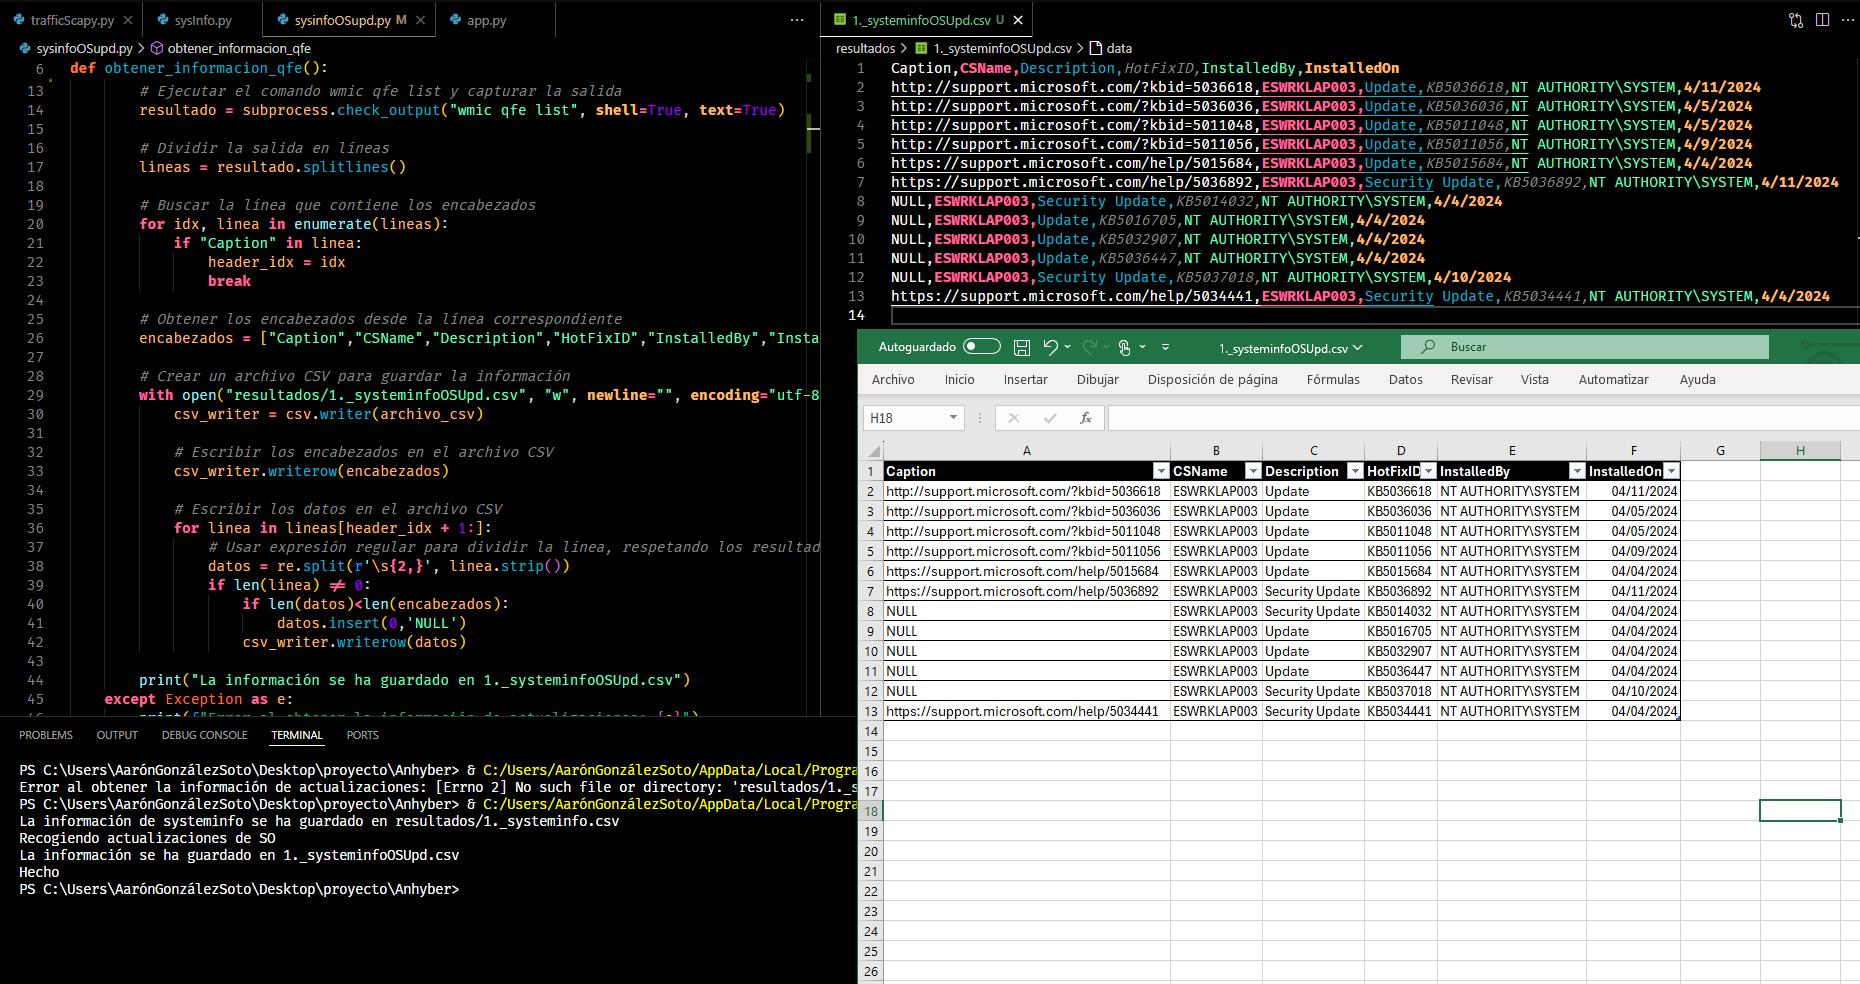 trafficScapy.py
sysInfo.py
sysinfoOSupd.py M
app.py
sysinfoOSupd.py > obtener_informacion_qfe
6 def obtener_informacion_qfe():
13 # Ejecutar el comando wmic qfe list y capturar la salida
14 resultado = subprocess.check_output("wmic qfe list", shell=True, text=True)
15
16 # Dividir la salida en líneas
17 lineas = resultado.splitlines()
18
19 # Buscar la línea que contiene los encabezados
20 for idx, linea in enumerate(lineas):
21 if "Caption" in linea:
22 header_idx = idx
23 break
24
25 # Obtener los encabezados desde la línea correspondiente
26 encabezados = ["Caption","CSName","Description","HotFixID","InstalledBy","Insta
27
28 # Crear un archivo CSV para guardar la información
29 with open("resultados/1._systeminfoOSUpd.csv", "w", newline="", encoding="utf-8
30 csv_writer = csv.writer(archivo_csv)
31
32 # Escribir los encabezados en el archivo CSV
33 csv_writer.writerow(encabezados)
34
35 # Escribir los datos en el archivo CSV
36 for linea in lineas[header_idx + 1:]:
37 # Usar expresión regular para dividir la línea, respetando los resultad
38 datos = re.split(r'\s{2,}', linea.strip())
39 if len(linea) != 0:
40 if len(datos)<len(encabezados):
41 datos.insert(0,'NULL')
42 csv_writer.writerow(datos)
43
44 print("La información se ha guardado en 1._systeminfoOSUpd.csv")
45 except Exception as e:
PROBLEMS OUTPUT DEBUG CONSOLE TERMINAL PORTS
PS C:\Users\AarónGonzálezSoto\Desktop\proyecto\Anhyber> & C:/Users/AarónGonzálezSoto/AppData/Local/Progra
Error al obtener la información de actualizaciones: [Errno 2] No such file or directory: 'resultados/1._s
PS C:\Users\AarónGonzálezSoto\Desktop\proyecto\Anhyber> & C:/Users/AarónGonzálezSoto/AppData/Local/Progra
La información de systeminfo se ha guardado en resultados/1._systeminfo.csv
Recogiendo actualizaciones de SO
La información se ha guardado en 1._systeminfoOSUpd.csv
Hecho
PS C:\Users\AarónGonzálezSoto\Desktop\proyecto\Anhyber>
1._systeminfoOSUpd.csv U
resultados > 1._systeminfoOSUpd.csv > data
1 Caption,CSName,Description,HotFixID,InstalledBy,InstalledOn
2 http://support.microsoft.com/?kbid=5036618,ESWRKLAP003,Update,KB5036618,NT AUTHORITY\SYSTEM,4/11/2024
3 http://support.microsoft.com/?kbid=5036036,ESWRKLAP003,Update,KB5036036,NT AUTHORITY\SYSTEM,4/5/2024
4 http://support.microsoft.com/?kbid=5011048,ESWRKLAP003,Update,KB5011048,NT AUTHORITY\SYSTEM,4/5/2024
5 http://support.microsoft.com/?kbid=5011056,ESWRKLAP003,Update,KB5011056,NT AUTHORITY\SYSTEM,4/9/2024
6 https://support.microsoft.com/help/5015684,ESWRKLAP003,Update,KB5015684,NT AUTHORITY\SYSTEM,4/4/2024
7 https://support.microsoft.com/help/5036892,ESWRKLAP003,Security Update,KB5036892,NT AUTHORITY\SYSTEM,4/11/2024
8 NULL,ESWRKLAP003,Security Update,KB5014032,NT AUTHORITY\SYSTEM,4/4/2024
9 NULL,ESWRKLAP003,Update,KB5016705,NT AUTHORITY\SYSTEM,4/4/2024
10 NULL,ESWRKLAP003,Update,KB5032907,NT AUTHORITY\SYSTEM,4/4/2024
11 NULL,ESWRKLAP003,Update,KB5036447,NT AUTHORITY\SYSTEM,4/4/2024
12 NULL,ESWRKLAP003,Security Update,KB5037018,NT AUTHORITY\SYSTEM,4/10/2024
13 https://support.microsoft.com/help/5034441,ESWRKLAP003,Security Update,KB5034441,NT AUTHORITY\SYSTEM,4/4/2024
14
Autoguardado 1._systeminfoOSUpd.csv Buscar
Archivo Inicio Insertar Dibujar Disposición de página Fórmulas Datos Revisar Vista Automatizar Ayuda
H18 fx
A B C D E F G H
1 Caption CSName Description HotFixID InstalledBy InstalledOn
2 http://support.microsoft.com/?kbid=5036618 ESWRKLAP003 Update KB5036618 NT AUTHORITY\SYSTEM 04/11/2024
3 http://support.microsoft.com/?kbid=5036036 ESWRKLAP003 Update KB5036036 NT AUTHORITY\SYSTEM 04/05/2024
4 http://support.microsoft.com/?kbid=5011048 ESWRKLAP003 Update KB5011048 NT AUTHORITY\SYSTEM 04/05/2024
5 http://support.microsoft.com/?kbid=5011056 ESWRKLAP003 Update KB5011056 NT AUTHORITY\SYSTEM 04/09/2024
6 https://support.microsoft.com/help/5015684 ESWRKLAP003 Update KB5015684 NT AUTHORITY\SYSTEM 04/04/2024
7 https://support.microsoft.com/help/5036892 ESWRKLAP003 Security Update KB5036892 NT AUTHORITY\SYSTEM 04/11/2024
8 NULL ESWRKLAP003 Security Update KB5014032 NT AUTHORITY\SYSTEM 04/04/2024
9 NULL ESWRKLAP003 Update KB5016705 NT AUTHORITY\SYSTEM 04/04/2024
10 NULL ESWRKLAP003 Update KB5032907 NT AUTHORITY\SYSTEM 04/04/2024
11 NULL ESWRKLAP003 Update KB5036447 NT AUTHORITY\SYSTEM 04/04/2024
12 NULL ESWRKLAP003 Security Update KB5037018 NT AUTHORITY\SYSTEM 04/10/2024
13 https://support.microsoft.com/help/5034441 ESWRKLAP003 Security Update KB5034441 NT AUTHORITY\SYSTEM 04/04/2024
14
15
16
17
18
19
20
21
22
23
24
25
26